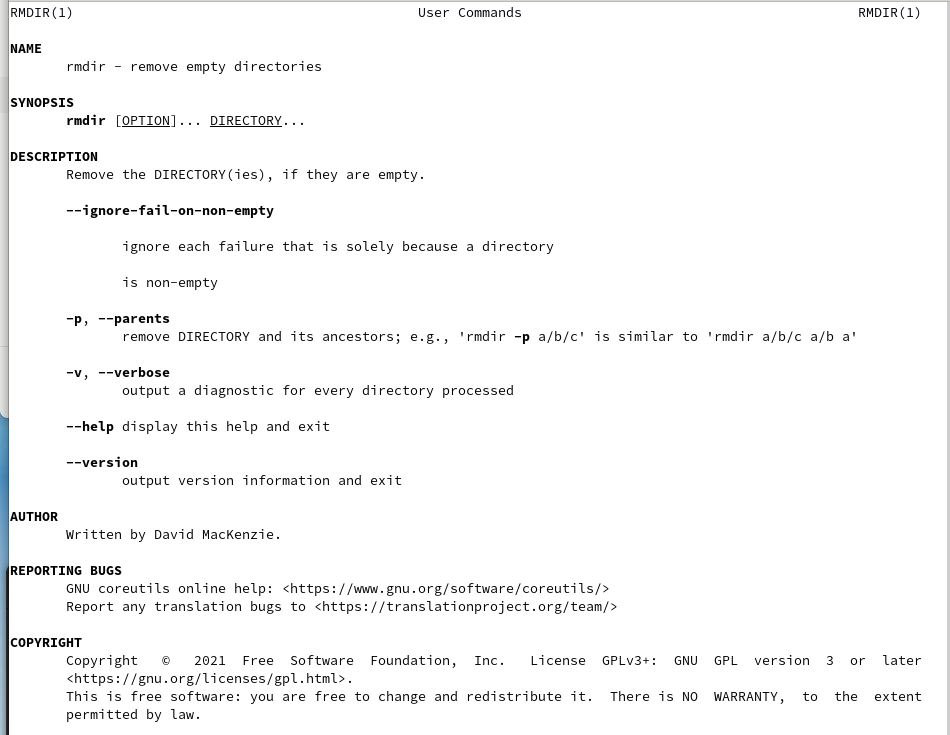 RMDIR(1) User Commands RMDIR(1)
NAME
rmdir - remove empty directories
SYNOPSIS
rmdir [OPTION]... DIRECTORY...
DESCRIPTION
Remove the DIRECTORY(ies), if they are empty.
--ignore-fail-on-non-empty
ignore each failure that is solely because a directory
is non-empty
-p, --parents
remove DIRECTORY and its ancestors; e.g., 'rmdir -p a/b/c' is similar to 'rmdir a/b/c a/b a'
-v, --verbose
output a diagnostic for every directory processed
--help display this help and exit
--version
output version information and exit
AUTHOR
Written by David MacKenzie.
REPORTING BUGS
GNU coreutils online help: <https://www.gnu.org/software/coreutils/>
Report any translation bugs to <https://translationproject.org/team/>
COPYRIGHT
Copyright © 2021 Free Software Foundation, Inc. License GPLv3+: GNU GPL version 3 or later
<https://gnu.org/licenses/gpl.html>.
This is free software: you are free to change and redistribute it. There is NO WARRANTY, to the extent
permitted by law.